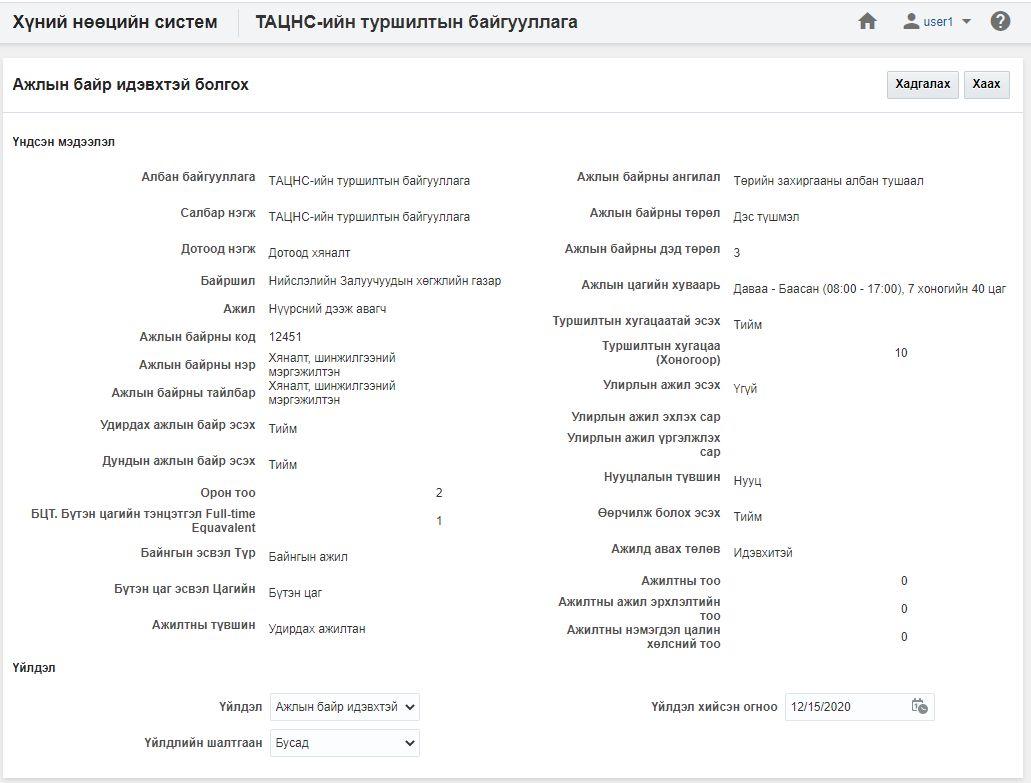 Хүний нөөцийн систем
ТАЦНС-ийн туршилтын байгууллага
user1
Ажлын байр идэвхтэй болгох
Хадгалах
Хаах
Үндсэн мэдээлэл
Албан байгууллага
ТАЦНС-ийн туршилтын байгууллага
Салбар нэгж
ТАЦНС-ийн туршилтын байгууллага
Дотоод нэгж
Дотоод хяналт
Байршил
Нийслэлийн Залуучуудын хөгжлийн газар
Ажил
Нүүрсний дээж авагч
Ажлын байрны код
12451
Ажлын байрны нэр
Хяналт, шинжилгээний
мэргэжилтэн
Ажлын байрны тайлбар
Хяналт, шинжилгээний
мэргэжилтэн
Удирдах ажлын байр эсэх
Тийм
Дундын ажлын байр эсэх
Тийм
Орон тоо
2
БЦТ. Бүтэн цагийн тэнцэтгэл Full-time
Equavalent
1
Байнгын эсвэл Түр
Байнгын ажил
Бүтэн цаг эсвэл Цагийн
Бүтэн цаг
Ажилтны түвшин
Удирдах ажилтан
Ажлын байрны ангилал
Төрийн захиргааны албан тушаал
Ажлын байрны төрөл
Дэс түшмэл
Ажлын байрны дэд төрөл
3
Ажлын цагийн хуваарь
Даваа - Баасан (08:00 - 17:00), 7 хоногийн 40 цаг
Туршилтын хугацаатай эсэх
Тийм
Туршилтын хугацаа
(Хоногоор)
10
Улирлын ажил эсэх
Үгүй
Улирлын ажил эхлэх сар
Улирлын ажил үргэлжлэх
сар
Нууцлалын түвшин
Нууц
Өөрчилж болох эсэх
Тийм
Ажилд авах төлөв
Идэвхитэй
Ажилтны тоо
0
Ажилтны ажил эрхлэлтийн
тоо
0
Ажилтны нэмэгдэл цалин
хөлсний тоо
0
Үйлдэл
Үйлдэл
Ажлын байр идэвхтэй
Үйлдэл хийсэн огноо
12/15/2020
Үйлдлийн шалтгаан
Бусад